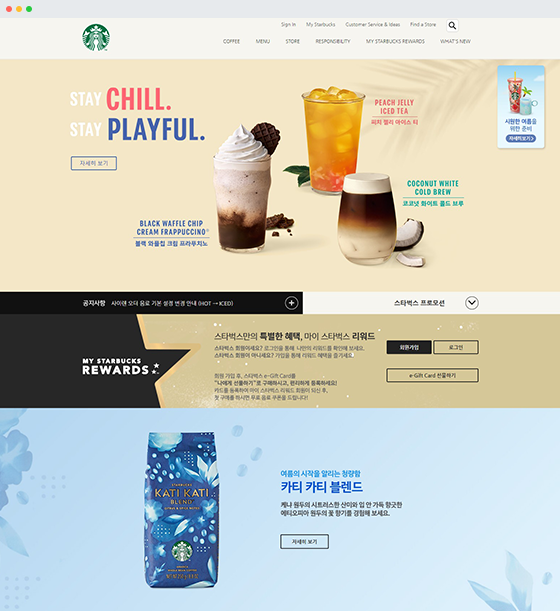 Sign In
My Starbucks
Customer Service & Ideas
Find a Store
COFFEE
MENU
STORE
RESPONSIBILITY
MY STARBUCKS REWARDS
WHAT'S NEW
STAY CHILL.
STAY PLAYFUL.
자세히 보기
PEACH JELLY
ICED TEA
피치 젤리 아이스 티
COCONUT WHITE
COLD BREW
코코넛 화이트 콜드 브루
BLACK WAFFLE CHIP
CREAM FRAPPUCCINO®
블랙 와플칩 크림 프라푸치노
시원한 여름을
위한 준비
자세히보기
공지사항
사이렌 오더 음료 기본 설정 변경 안내 (HOT → ICED)
스타벅스 프로모션
MY STARBUCKS
REWARDS
스타벅스만의 특별한 혜택, 마이 스타벅스 리워드
스타벅스 회원이세요? 로그인을 통해 나만의 리워드를 확인해 보세요.
스타벅스 회원이 아니세요? 가입을 통해 리워드 혜택을 즐기세요.
회원가입
로그인
회원 가입 후, 스타벅스 e-Gift Card를
"나에게 선물하기"로 구매하시고, 편리하게 등록하세요!
카드를 등록하여 마이 스타벅스 리워드 회원이 되신 후,
첫 구매를 하시면 무료 음료 쿠폰을 드립니다!
e-Gift Card 선물하기
STARBUCKS
KATI KATI
BLEND
여름의 시작을 알리는 청량함
카티 카티 블렌드
케냐 원두의 시트러스한 산미와 입 안 가득 향긋한
에티오피아 원두의 꽃 향기를 경험해 보세요.
자세히 보기